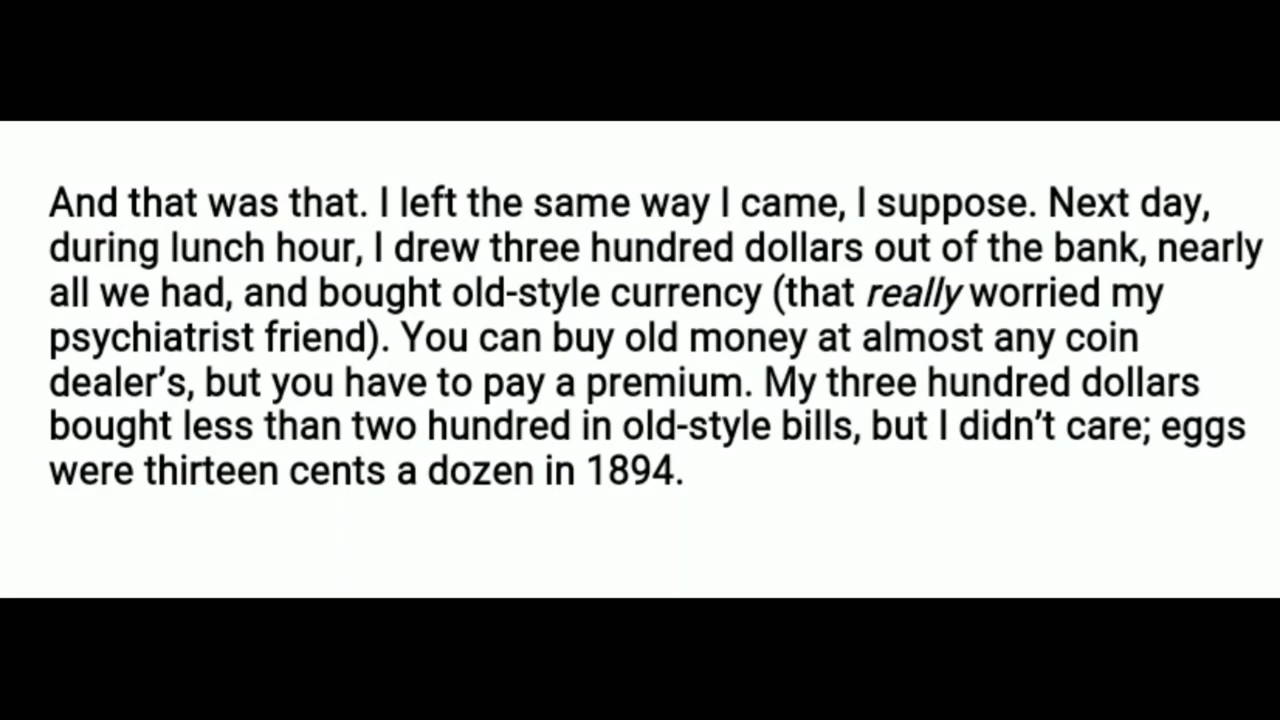 And that was that. I left the same way I came, I suppose. Next day,
during lunch hour, I drew three hundred dollars out of the bank, nearly
all we had, and bought old-style currency (that really worried my
psychiatrist friend). You can buy old money at almost any coin
dealer’s, but you have to pay a premium. My three hundred dollars
bought less than two hundred in old-style bills, but I didn’t care; eggs
were thirteen cents a dozen in 1894.